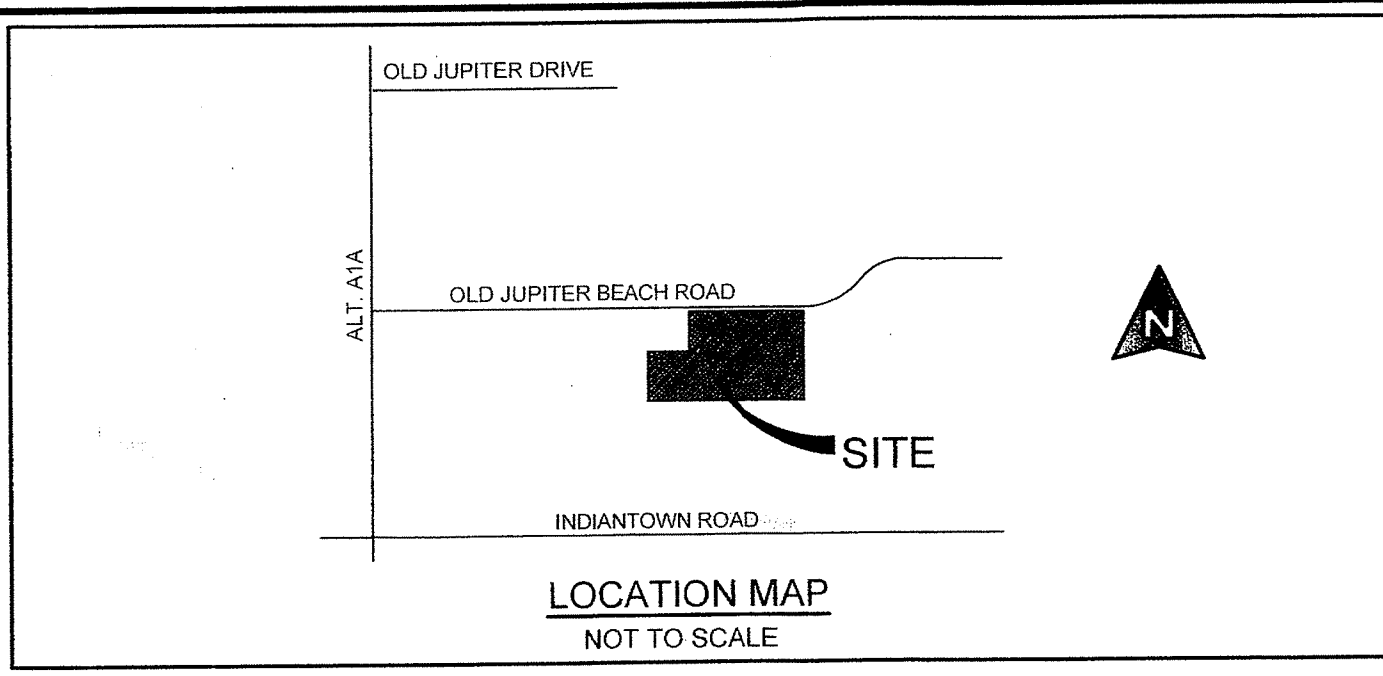 OLD JUPITER DRIVE
ALT. A1A
OLD JUPITER BEACH ROAD
N
SITE
INDIANTOWN ROAD
LOCATION MAP
NOT TO SCALE